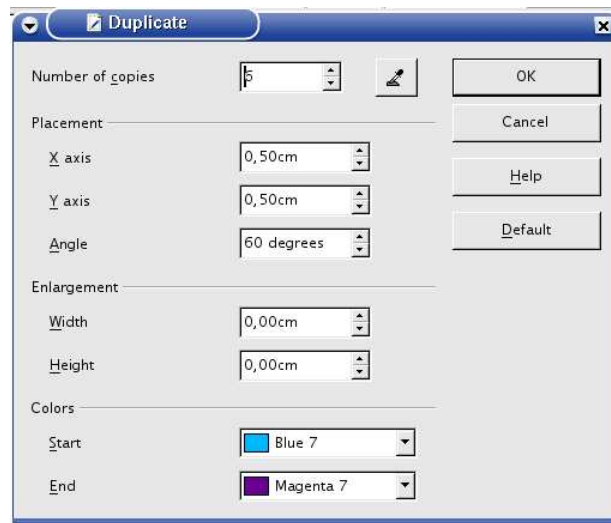 Duplicate
Number of copies 6
OK
Placement
Cancel
X axis 0,50cm
Help
Y axis 0,50cm
Default
Angle 60 degrees
Enlargement
Width 0,00cm
Height 0,00cm
Colors
Start Blue 7
End Magenta 7